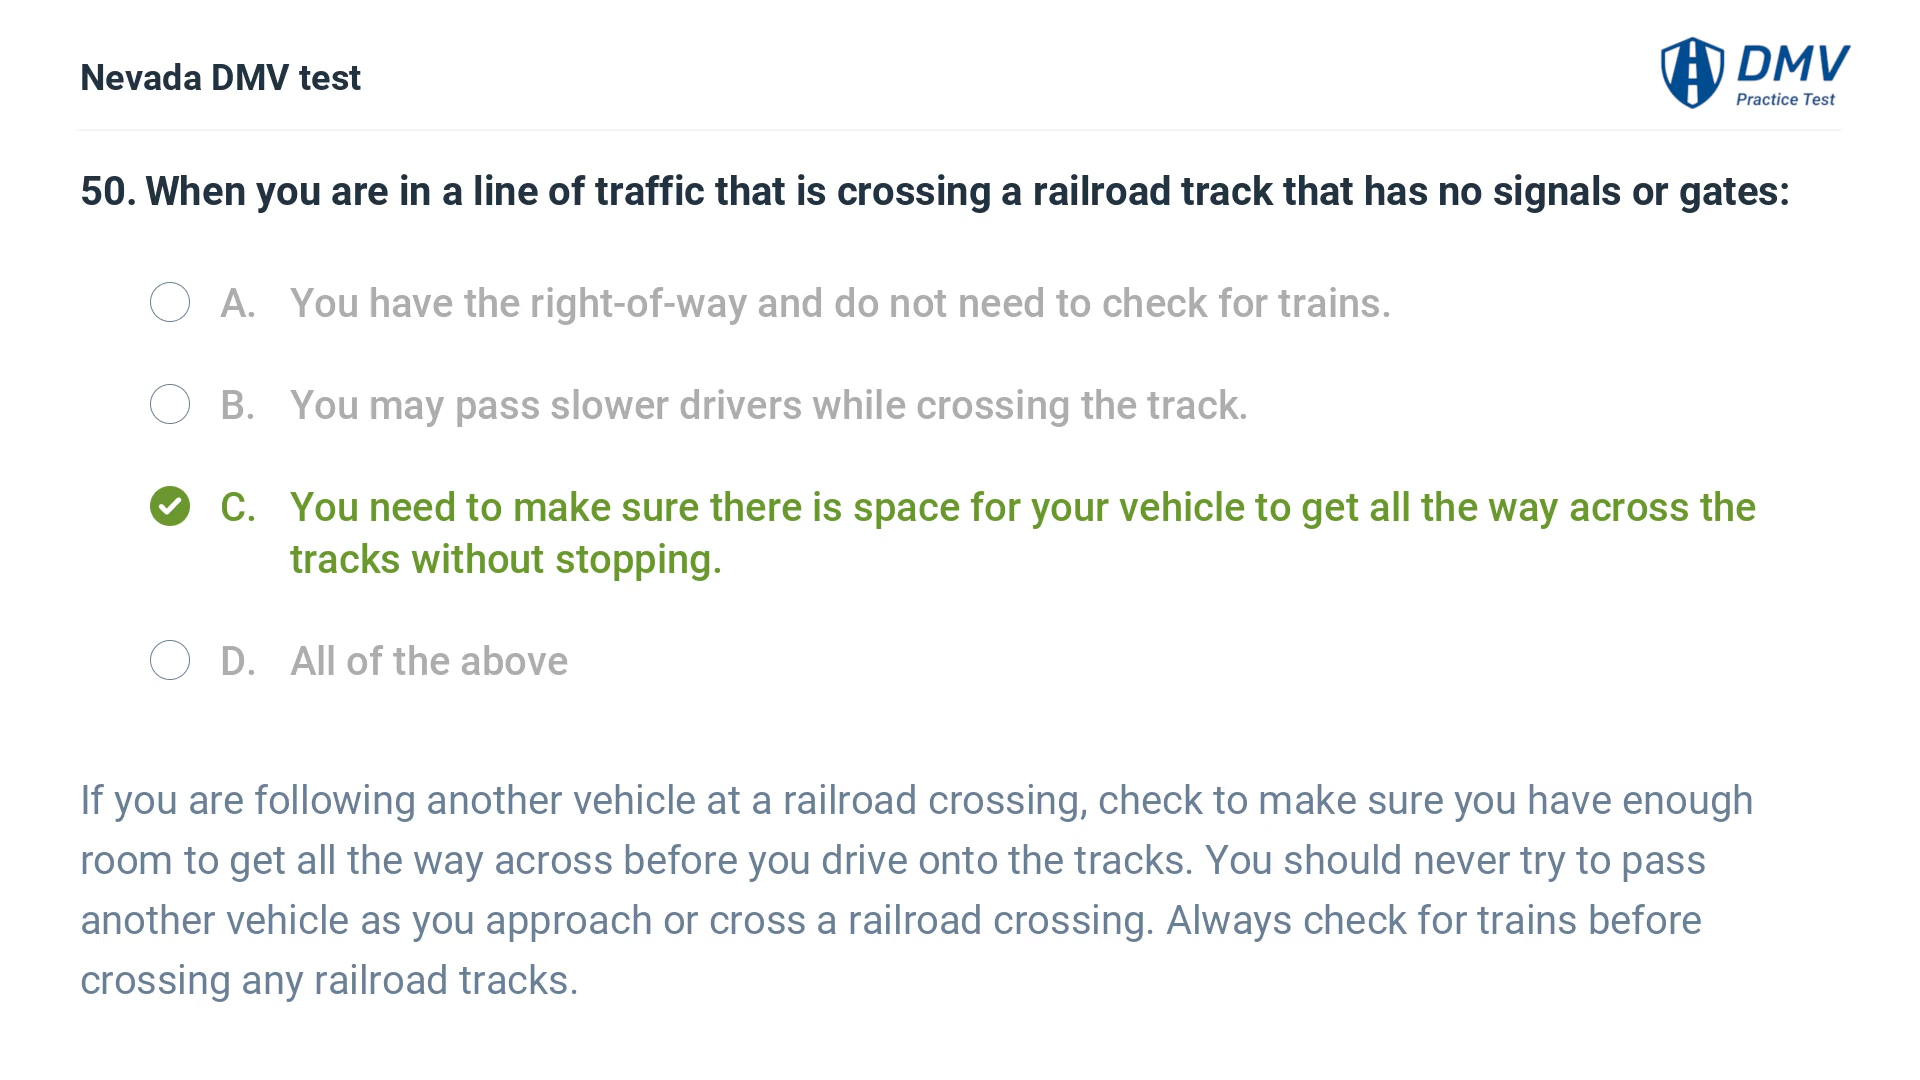 Nevada DMV test
DMV
Practice Test
50. When you are in a line of traffic that is crossing a railroad track that has no signals or gates:
A. You have the right-of-way and do not need to check for trains.
B. You may pass slower drivers while crossing the track.
C. You need to make sure there is space for your vehicle to get all the way across the
tracks without stopping.
D. All of the above
If you are following another vehicle at a railroad crossing, check to make sure you have enough
room to get all the way across before you drive onto the tracks. You should never try to pass
another vehicle as you approach or cross a railroad crossing. Always check for trains before
crossing any railroad tracks.